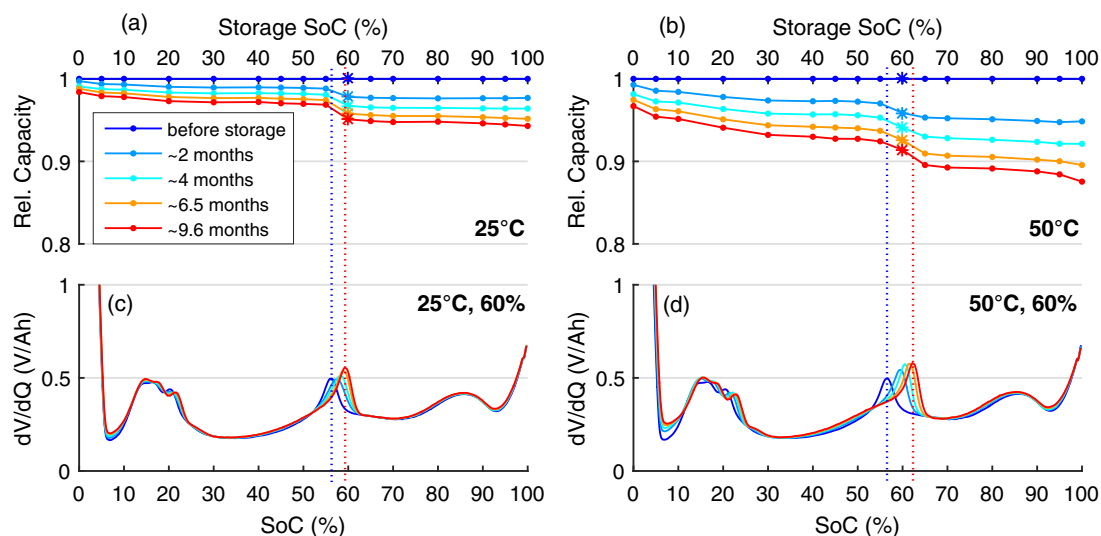 (a) Storage SoC (%)
0 10 20 30 40 50 60 70 80 90 100
1
0.9
0.8
Rel. Capacity
before storage
~2 months
~4 months
~6.5 months
~9.6 months
25°C
(b) Storage SoC (%)
0 10 20 30 40 50 60 70 80 90 100
1
0.9
0.8
Rel. Capacity
50°C
(c) 25°C, 60%
1
0.5
0
dV/dQ (V/Ah)
0 10 20 30 40 50 60 70 80 90 100
SoC (%)
(d) 50°C, 60%
1
0.5
0
dV/dQ (V/Ah)
0 10 20 30 40 50 60 70 80 90 100
SoC (%)